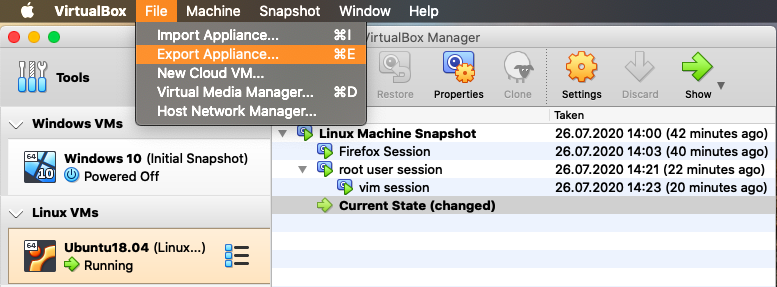 VirtualBox File Machine Snapshot Window Help
VirtualBox Manager
Import Appliance... ⌘I
Export Appliance... ⌘E
New Cloud VM...
Virtual Media Manager... ⌘D
Host Network Manager...
Tools
Restore Properties Clone Settings Discard Show
Taken
Windows VMs
64
10
Windows 10 (Initial Snapshot)
Powered Off
Linux VMs
64
Ubuntu18.04 (Linux...)
Running
Linux Machine Snapshot 26.07.2020 14:00 (42 minutes ago)
Firefox Session 26.07.2020 14:03 (40 minutes ago)
root user session 26.07.2020 14:21 (22 minutes ago)
vim session 26.07.2020 14:23 (20 minutes ago)
Current State (changed)